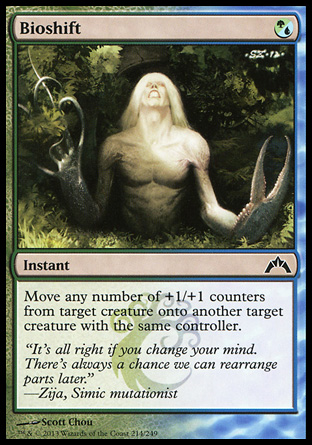 Bioshift
Instant
Move any number of +1/+1 counters
from target creature onto another target
creature with the same controller.
"It's all right if you change your mind.
There's always a chance we can rearrange
parts later."
—Zija, Simic mutationist
Scott Chou
™ & © 2013 Wizards of the Coast 214/249